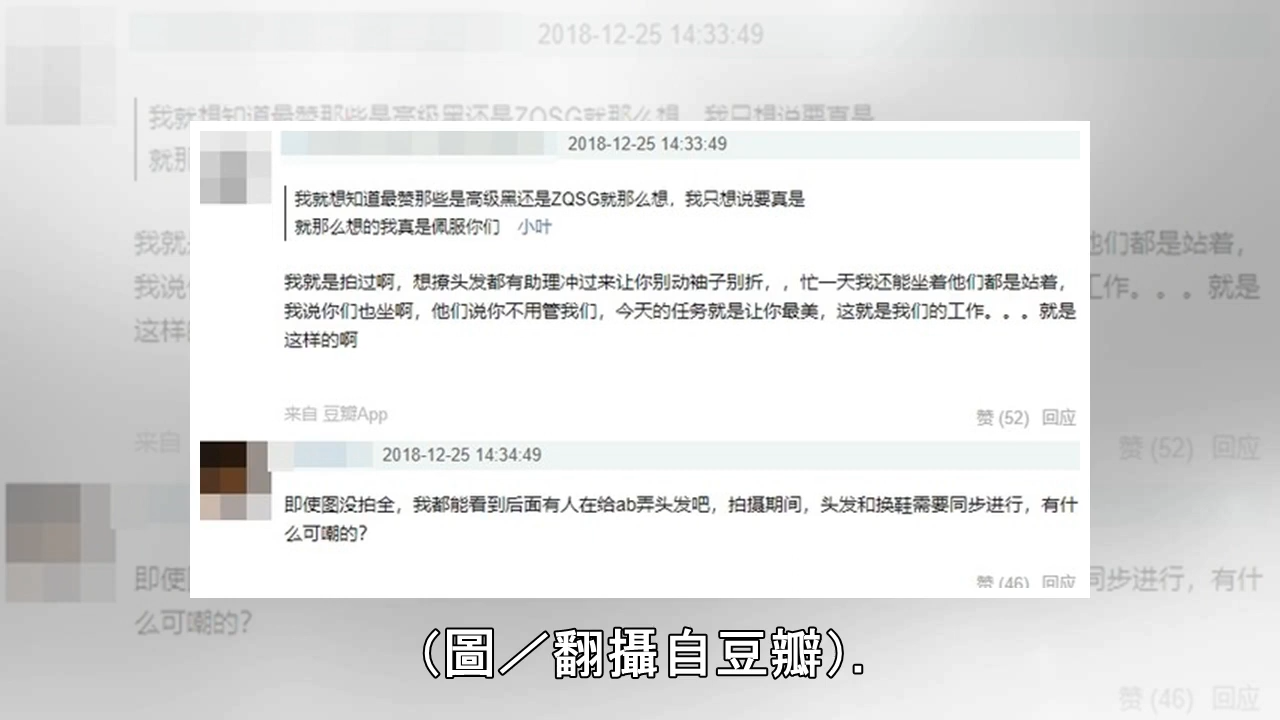 2018-12-25 14:33:49
我就想知道最赞那些是高级黑还是ZQSG就那么想，我只想说要真是
就那么想的我真是佩服你们 小叶
我就是拍过啊，想撩头发都有助理冲过来让你别动袖子别折，，忙一天我还能坐着他们都是站着，
我说你们也坐啊，他们说你不用管我们，今天的任务就是让你最美，这就是我们的工作。。。就是
这样的啊
来自 豆瓣App
赞 (52) 回应
2018-12-25 14:34:49
即使图没拍全，我都能看到后面有人在给ab弄头发吧，拍摄期间，头发和换鞋需要同步进行，有什
么可嘲的？
赞 (46) 回应
(圖／翻攝自豆瓣).